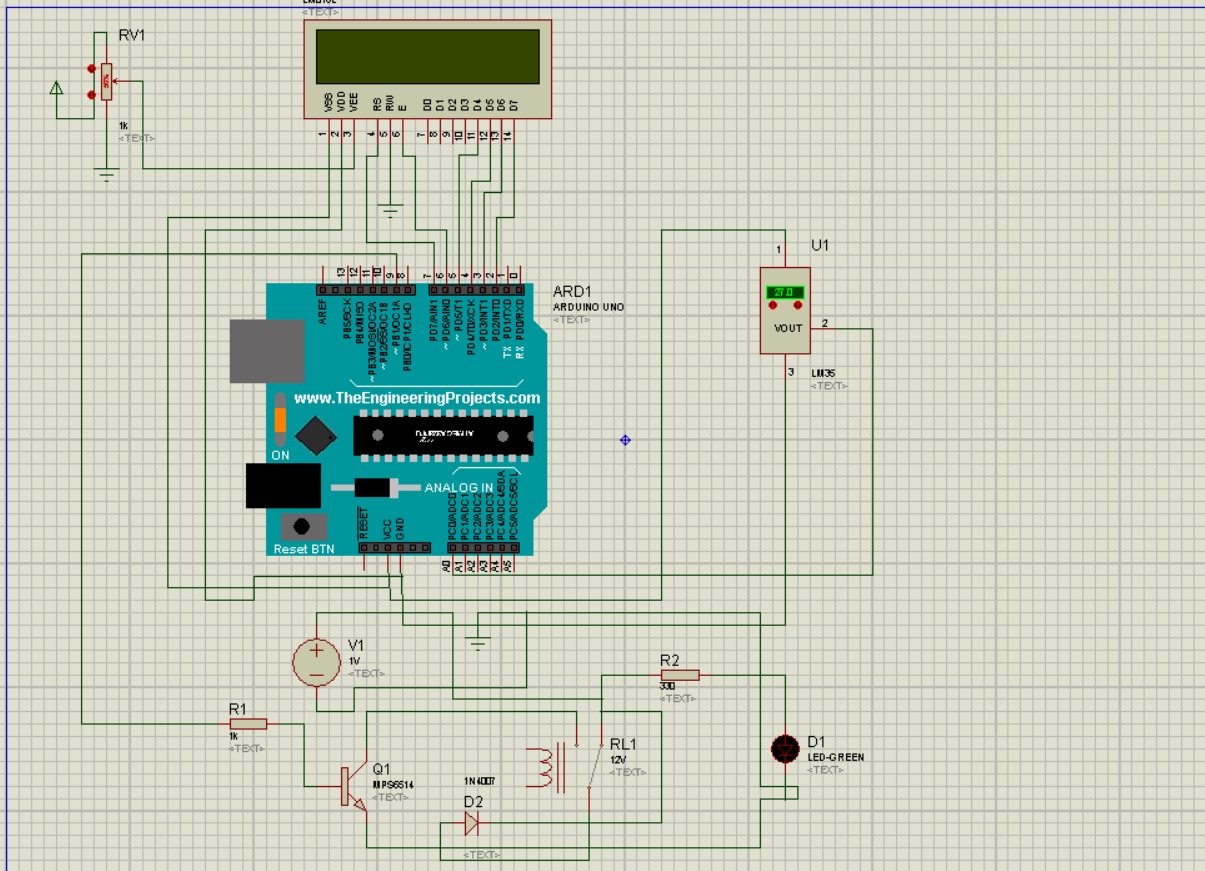 <TEXT>
RV1
50%
1k
<TEXT>
VSS
VDD
VEE
RS
RW
E
D0
D1
D2
D3
D4
D5
D6
D7
1
2
3
4
5
6
7
8
9
10
11
12
13
14
13
12
11
10
9
8
7
6
5
4
3
2
1
0
AREF
PB5/SCK
PB4/MISO
~PB3/MOSI/OC2A
~PB2/SS/OC1B
~PB1/OC1A
PB0/ICP1/CLKO
PD7/AIN1
~PD6/AIN0
~PD5/T1
PD4/T0/XCK
~PD3/INT1
PD2/INT0
TX PD1/TXD
RX PD0/RXD
ARD1
ARDUINO UNO
<TEXT>
www.TheEngineeringProjects.com
ON
ANALOG IN
Reset BTN
RESET
VCC
GND
PC0/ADC0
PC1/ADC1
PC2/ADC2
PC3/ADC3
PC4/ADC4/SDA
PC5/ADC5/SCL
A0
A1
A2
A3
A4
A5
U1
1
27.0
VOUT
2
3
LM35
<TEXT>
V1
1V
<TEXT>
R2
330
<TEXT>
R1
1k
<TEXT>
Q1
MPS6514
<TEXT>
RL1
12V
<TEXT>
D1
LED-GREEN
<TEXT>
1N4007
D2
<TEXT>